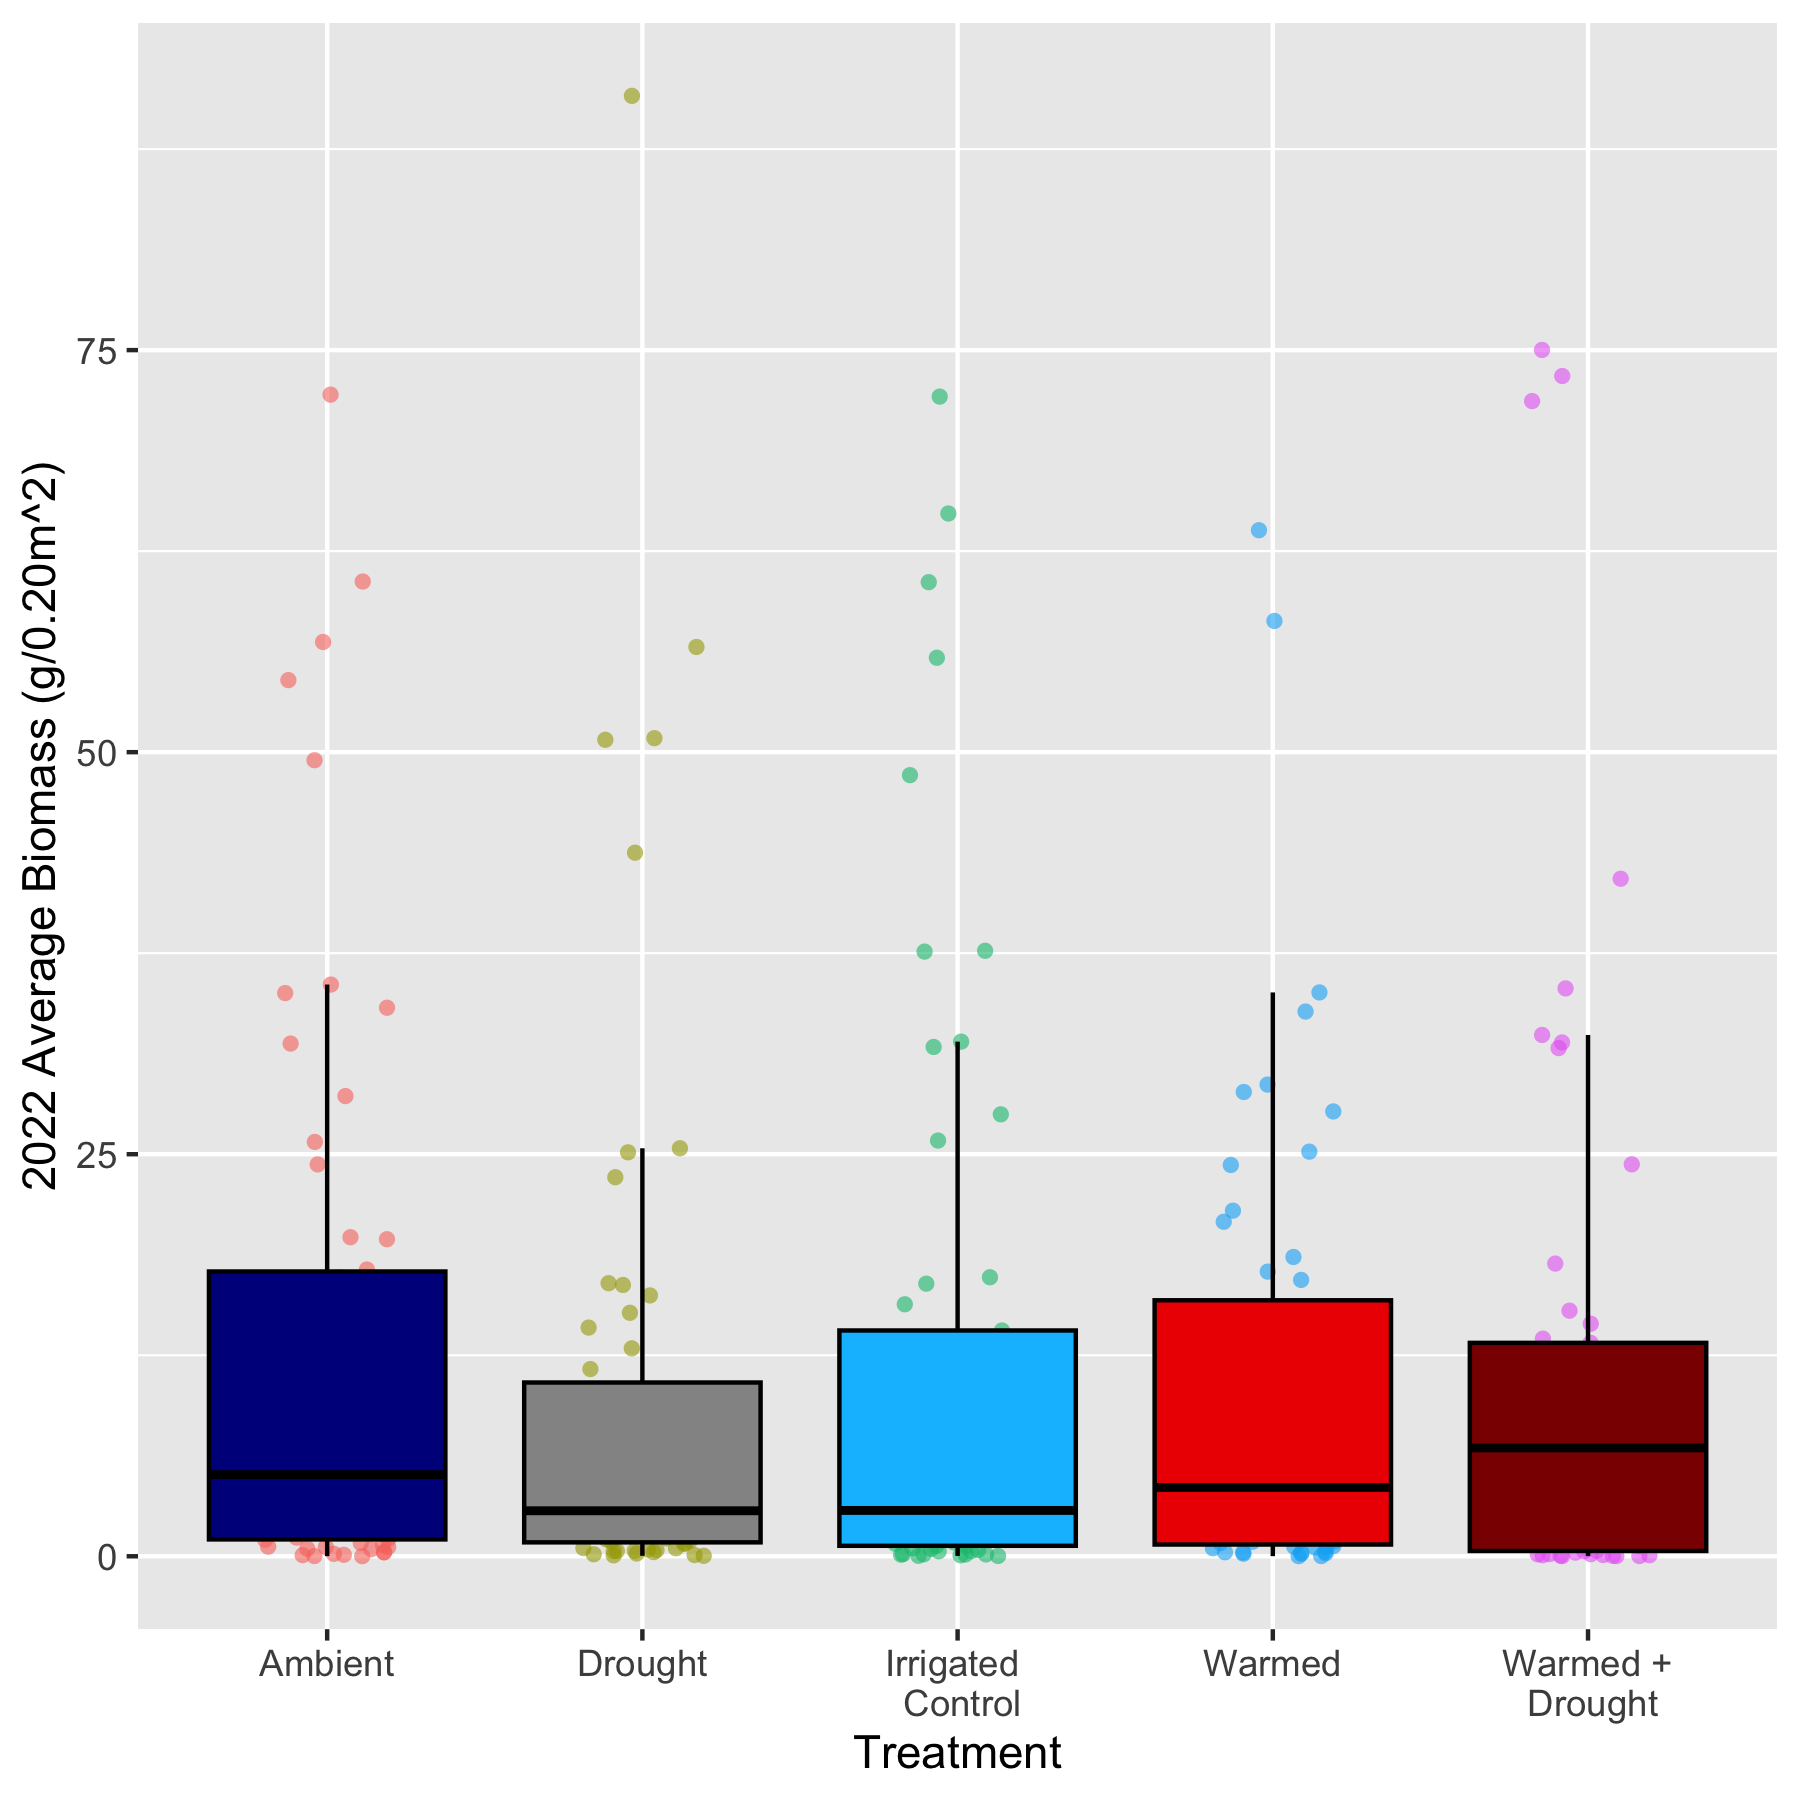 2022 Average Biomass (g/0.20m^2)
75
50
25
0
Ambient
Drought
Irrigated
Control
Warmed
Warmed +
Drought
Treatment